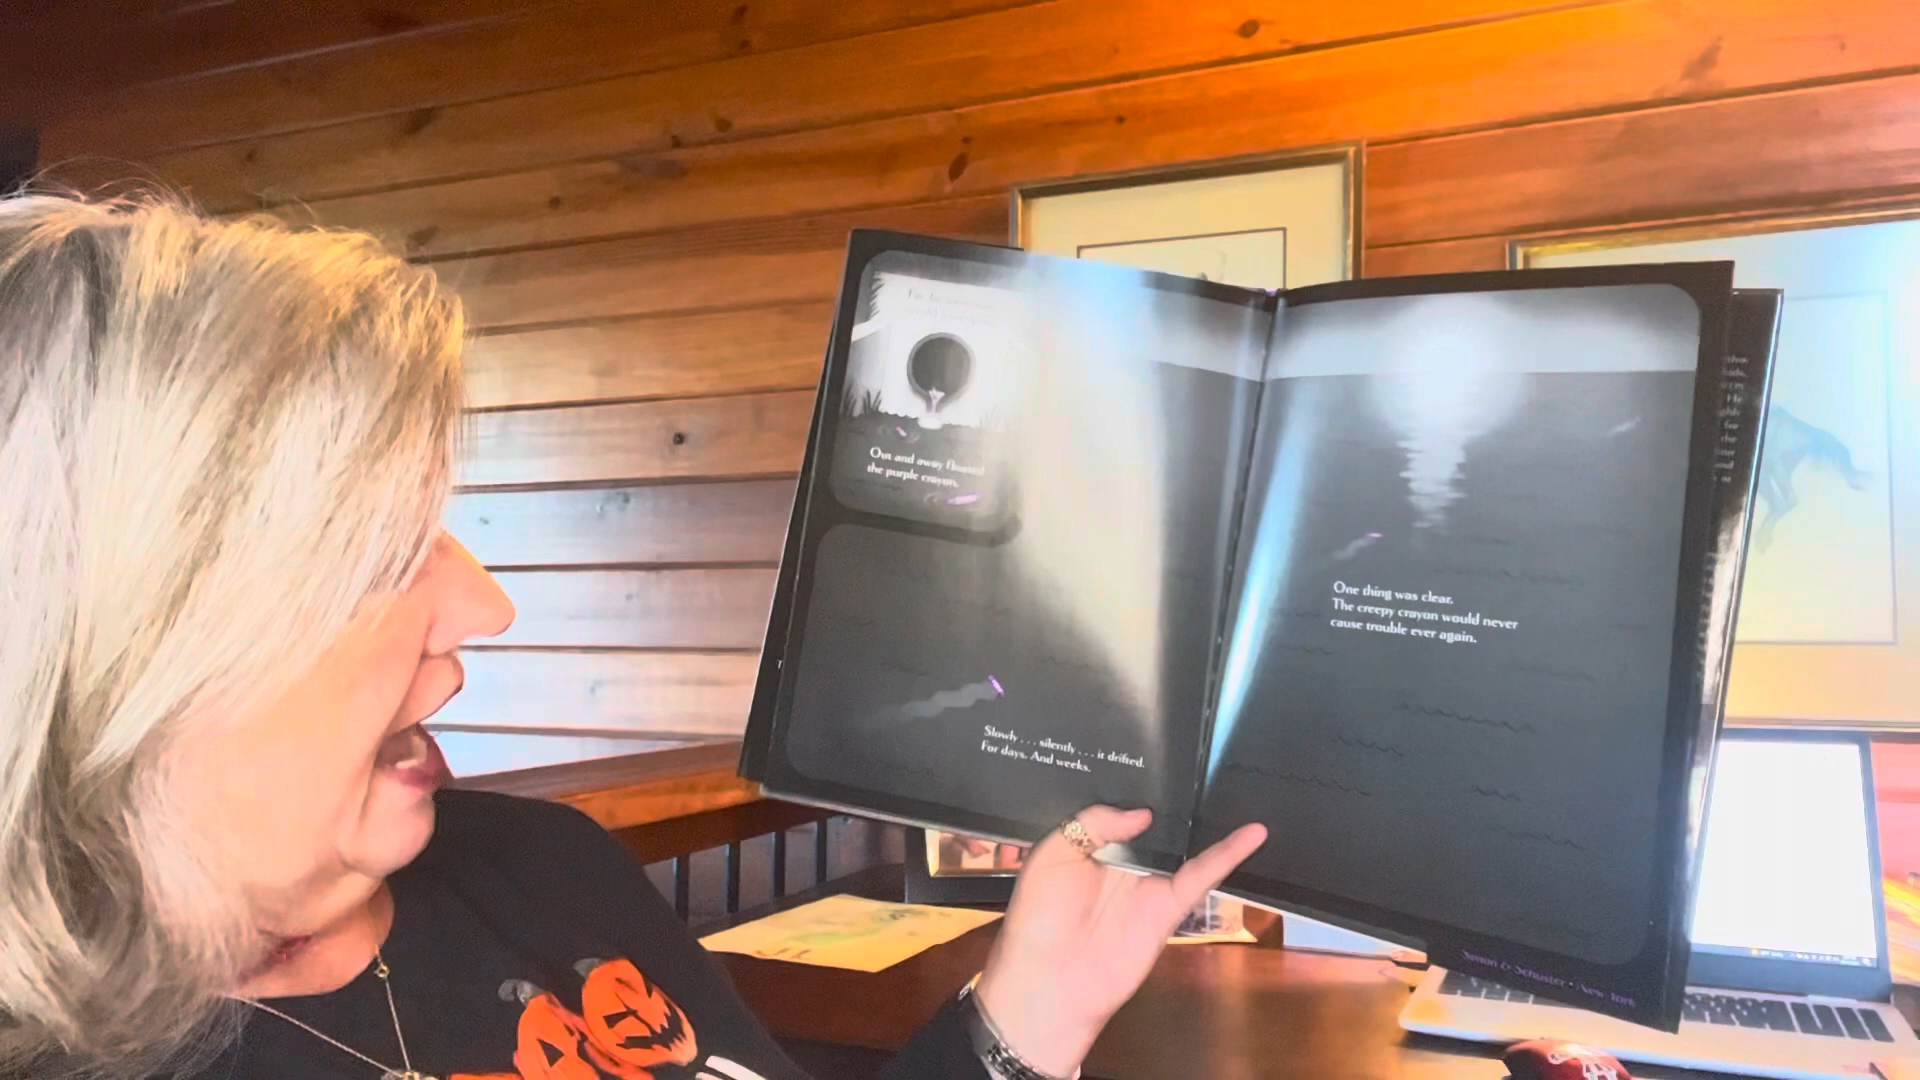 Out and away floated
the purple crayon.
Slowly . . . silently . . . it drifted.
For days. And weeks.
One thing was clear.
The creepy crayon would never
cause trouble ever again.
Simon & Schuster • New York